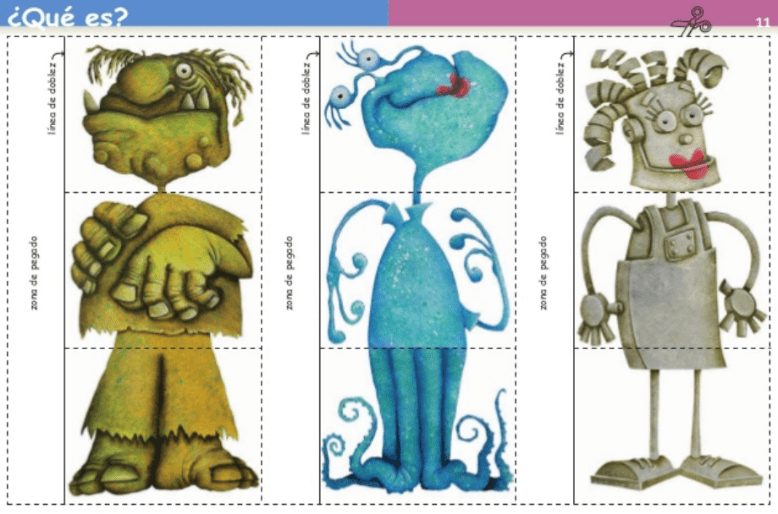 ¿Qué es?
11
línea de doblez
zona de pegado
línea de doblez
zona de pegado
línea de doblez
zona de pegado